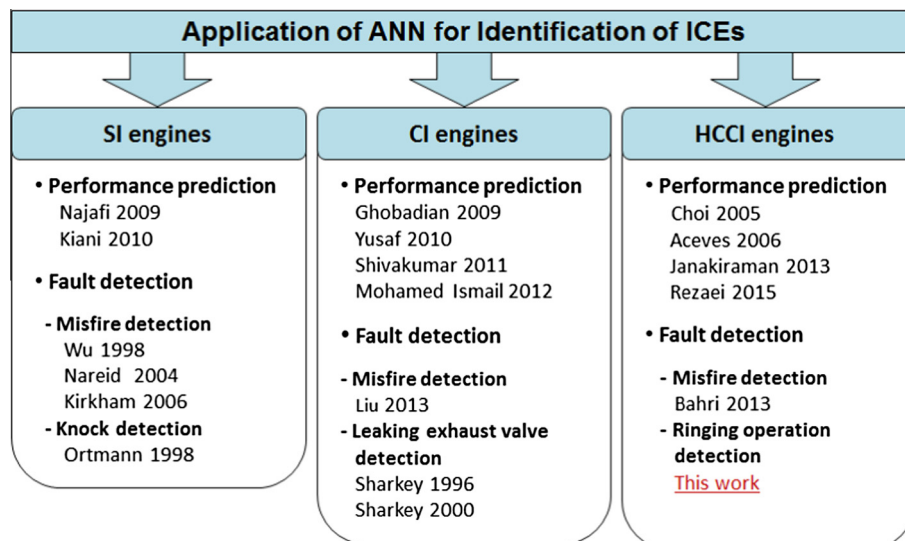 Application of ANN for Identification of ICEs
SI engines
• Performance prediction
Najafi 2009
Kiani 2010
• Fault detection
- Misfire detection
Wu 1998
Nareid 2004
Kirkham 2006
- Knock detection
Ortmann 1998
CI engines
• Performance prediction
Ghobadian 2009
Yusaf 2010
Shivakumar 2011
Mohamed Ismail 2012
• Fault detection
- Misfire detection
Liu 2013
- Leaking exhaust valve
detection
Sharkey 1996
Sharkey 2000
HCCI engines
• Performance prediction
Choi 2005
Aceves 2006
Janakiraman 2013
Rezaei 2015
• Fault detection
- Misfire detection
Bahri 2013
- Ringing operation
detection
This work